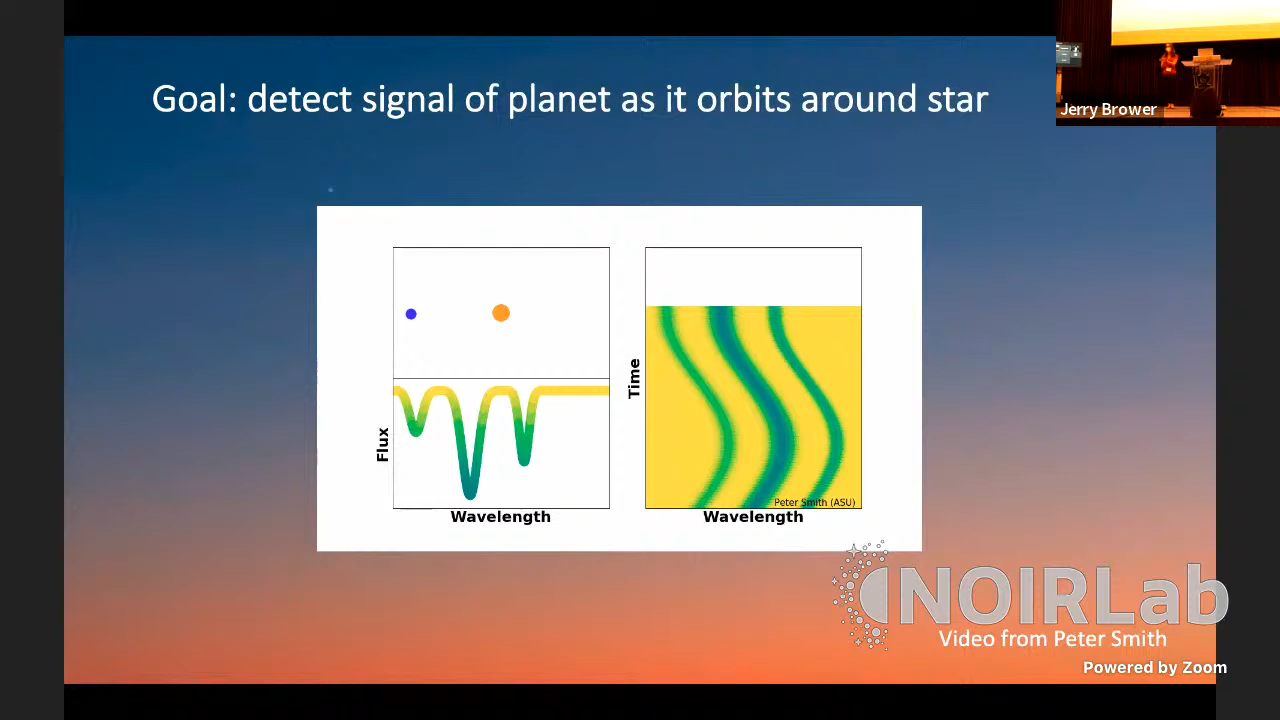 Goal: detect signal of planet as it orbits around star
Jerry Brower
Flux
Wavelength
Time
Peter Smith (ASU)
Wavelength
NOIRLab
Video from Peter Smith
Powered by Zoom